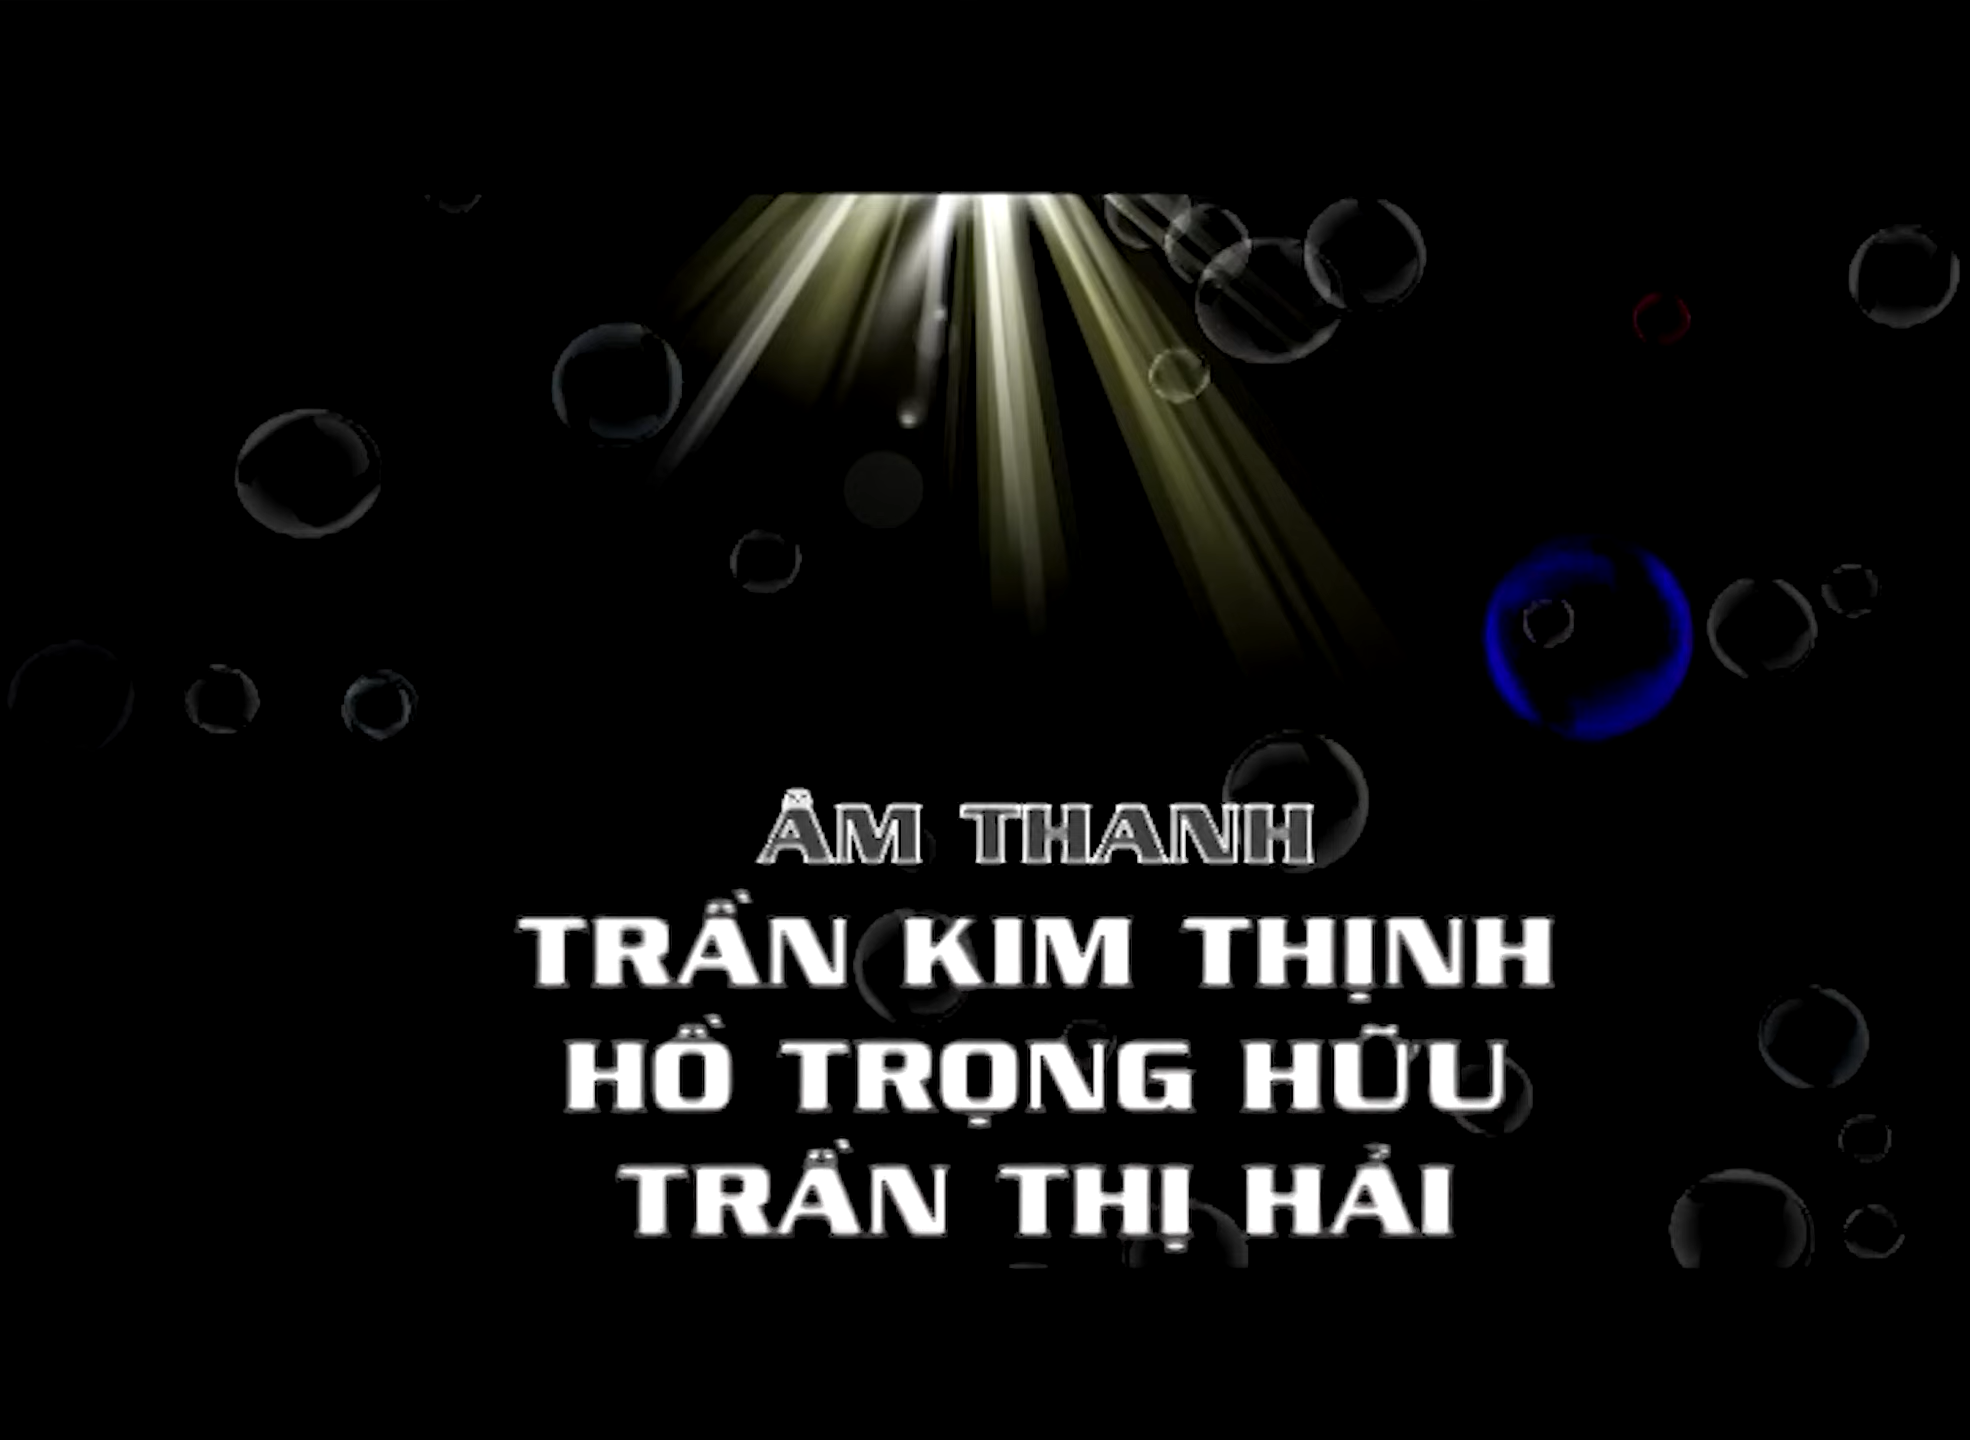 ÂM THANH
TRẦN KIM THỊNH
HỒ TRỌNG HỮU
TRẦN THỊ HẢI